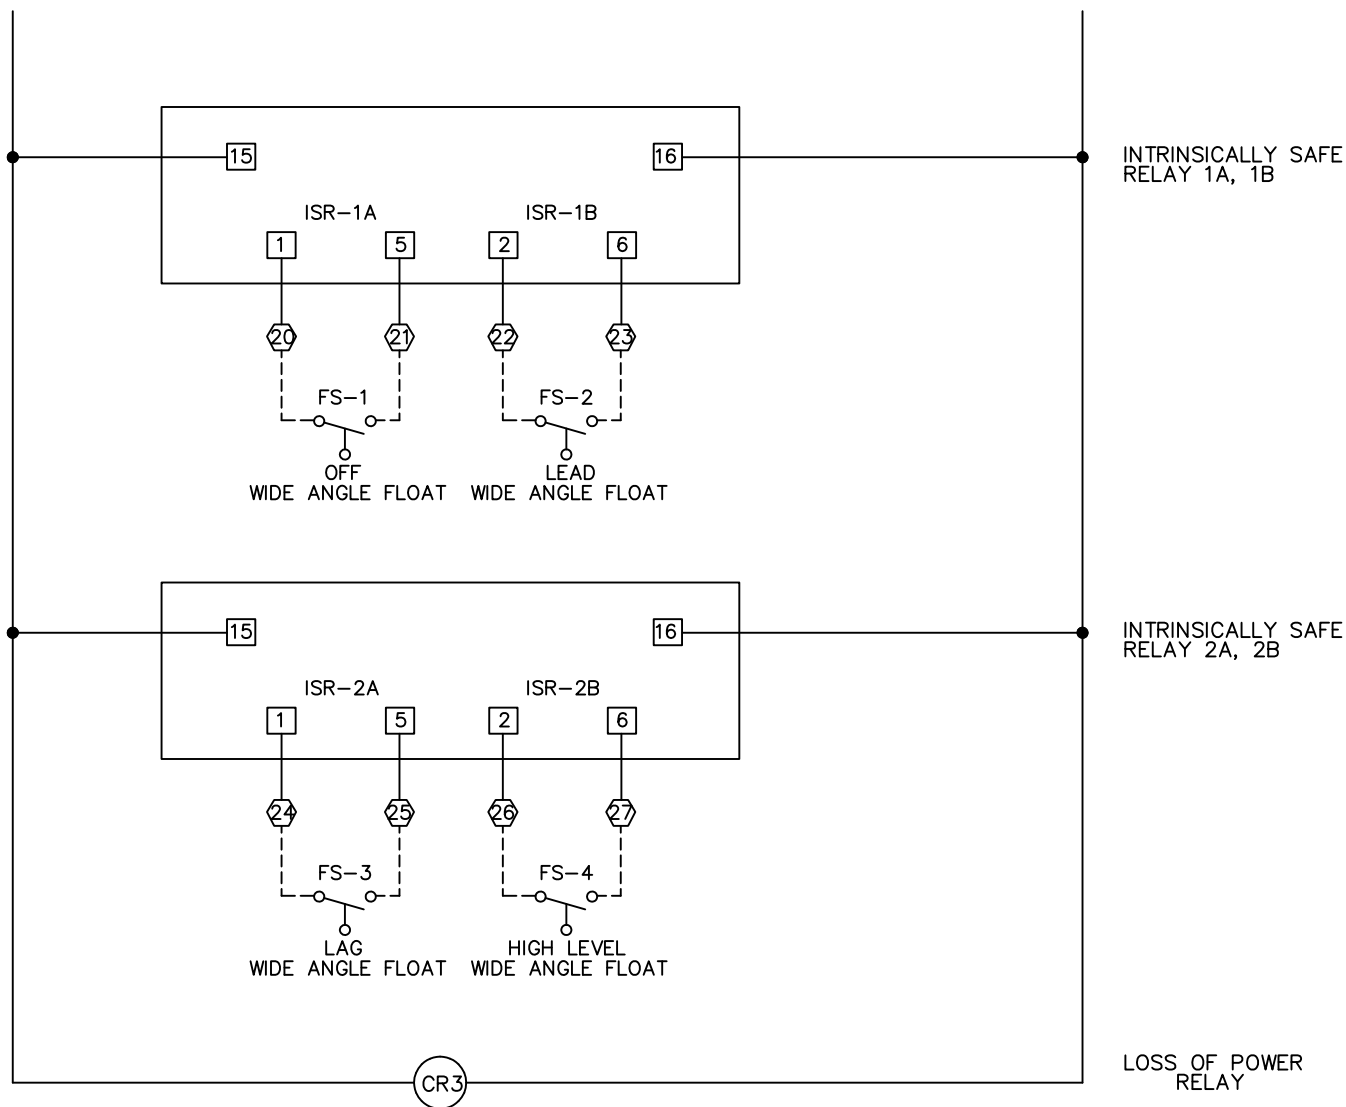 15
16
INTRINSICALLY SAFE
RELAY 1A, 1B
ISR-1A
ISR-1B
1
5
2
6
20
21
22
23
FS-1
FS-2
OFF
WIDE ANGLE FLOAT
LEAD
WIDE ANGLE FLOAT
15
16
INTRINSICALLY SAFE
RELAY 2A, 2B
ISR-2A
ISR-2B
1
5
2
6
24
25
26
27
FS-3
FS-4
LAG
WIDE ANGLE FLOAT
HIGH LEVEL
WIDE ANGLE FLOAT
CR3
LOSS OF POWER
RELAY